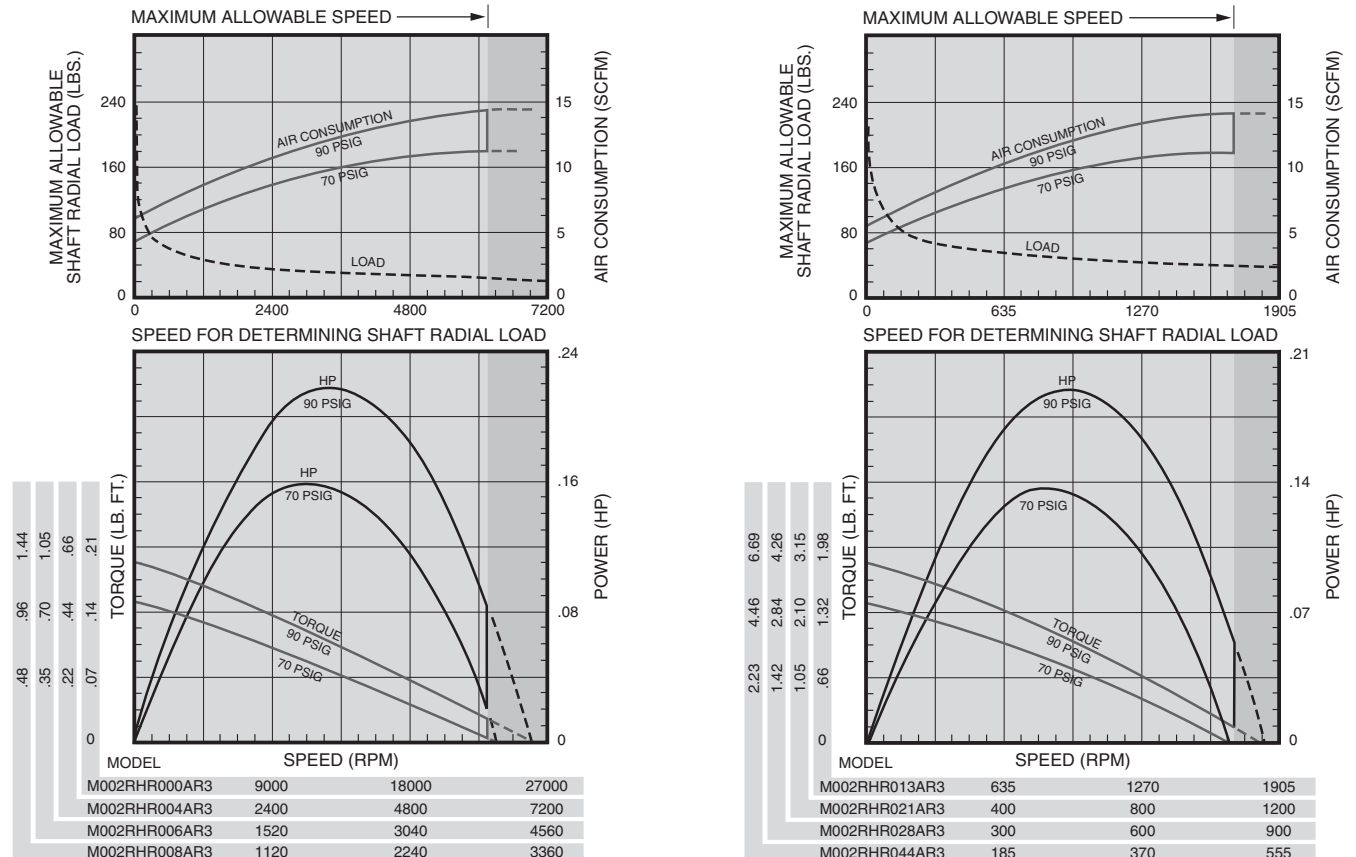 MAXIMUM ALLOWABLE SPEED
MAXIMUM ALLOWABLE
SHAFT RADIAL LOAD (LBS.)
240
160
80
0
15
10
5
0
AIR CONSUMPTION (SCFM)
AIR CONSUMPTION
90 PSIG
70 PSIG
LOAD
0 2400 4800 7200
SPEED FOR DETERMINING SHAFT RADIAL LOAD
.24
.16
.08
0
POWER (HP)
HP
90 PSIG
HP
70 PSIG
TORQUE
90 PSIG
70 PSIG
TORQUE (LB. FT.)
1.44 1.05 .66 .21
.96 .70 .44 .14
.48 .35 .22 .07
0
MODEL SPEED (RPM)
M002RHR000AR3 9000 18000 27000
M002RHR004AR3 2400 4800 7200
M002RHR006AR3 1520 3040 4560
M002RHR008AR3 1120 2240 3360
MAXIMUM ALLOWABLE SPEED
MAXIMUM ALLOWABLE
SHAFT RADIAL LOAD (LBS.)
240
160
80
0
15
10
5
0
AIR CONSUMPTION (SCFM)
AIR CONSUMPTION
90 PSIG
70 PSIG
LOAD
0 635 1270 1905
SPEED FOR DETERMINING SHAFT RADIAL LOAD
.21
.14
.07
0
POWER (HP)
HP
90 PSIG
70 PSIG
TORQUE
90 PSIG
70 PSIG
TORQUE (LB. FT.)
6.69 4.26 3.15 1.98
4.46 2.84 2.10 1.32
2.23 1.42 1.05 .66
0
MODEL SPEED (RPM)
M002RHR013AR3 635 1270 1905
M002RHR021AR3 400 800 1200
M002RHR028AR3 300 600 900
M002RHR044AR3 185 370 555